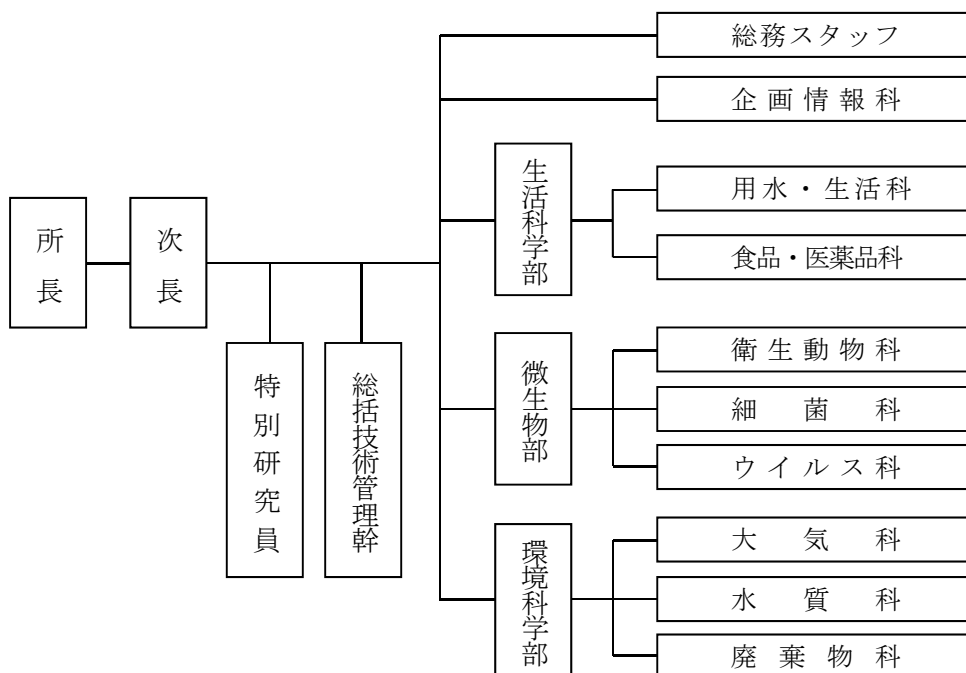 所長
次長
特別研究員
総括技術管理幹
総務スタッフ
企画情報科
生活科学部
用水・生活科
食品・医薬品科
微生物部
衛生動物科
細菌科
ウイルス科
環境科学部
大気科
水質科
廃棄物科